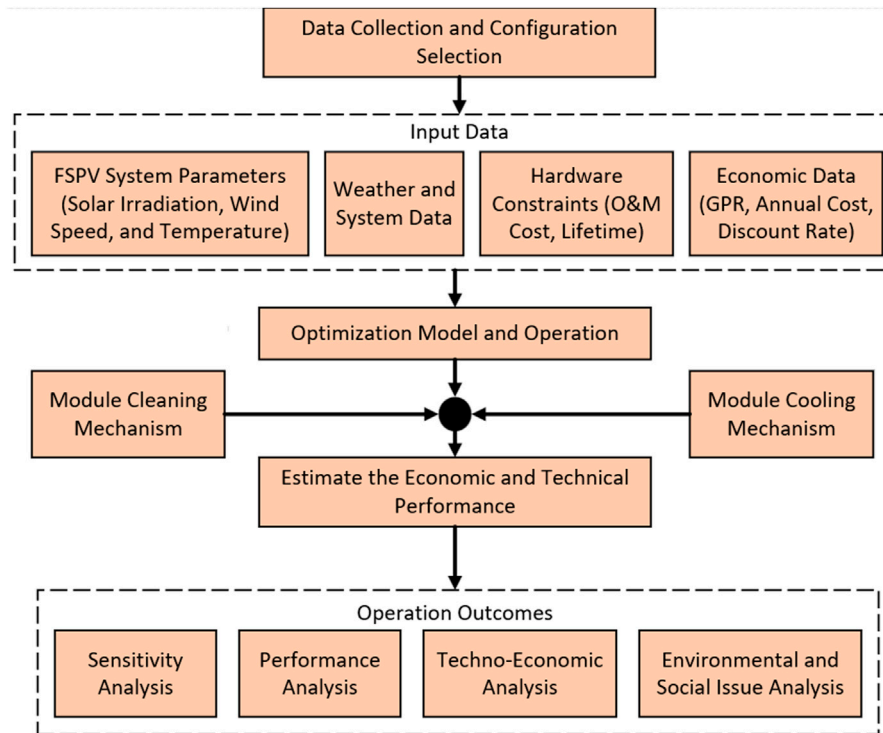 Data Collection and Configuration
Selection
Input Data
FSPV System Parameters
(Solar Irradiation, Wind
Speed, and Temperature)
Weather and
System Data
Hardware
Constraints (O&M
Cost, Lifetime)
Economic Data
(GPR, Annual Cost,
Discount Rate)
Optimization Model and Operation
Module Cleaning
Mechanism
Module Cooling
Mechanism
Estimate the Economic and Technical
Performance
Operation Outcomes
Sensitivity
Analysis
Performance
Analysis
Techno-Economic
Analysis
Environmental and
Social Issue Analysis